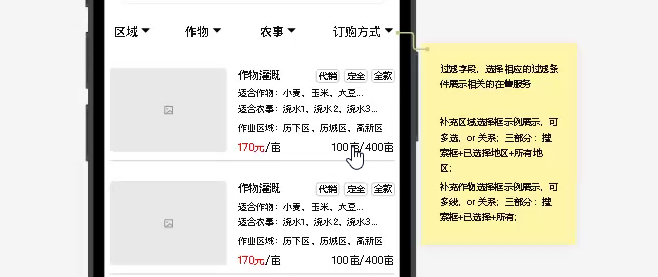 区域 作物 农事 订购方式
作物灌溉 代销 定金 全款
适合作物：小麦、玉米、大豆...
适合农事：浇水1、浇水2、浇水3...
作业区域：历下区、历城区、高新区
170元/亩 100亩/400亩
作物灌溉 代销 定金 全款
适合作物：小麦、玉米、大豆...
适合农事：浇水1、浇水2、浇水3...
作业区域：历下区、历城区、高新区
170元/亩 100亩/400亩
过滤字段，选择相应的过滤条
件展示相关的在售服务
补充区域选择框示例展示，可
多选，or 关系；三部分：搜
索框+已选择地区+所有地
区；
补充作物选择框示例展示，可
多线，or 关系；三部分：搜
索框+已选择+所有；